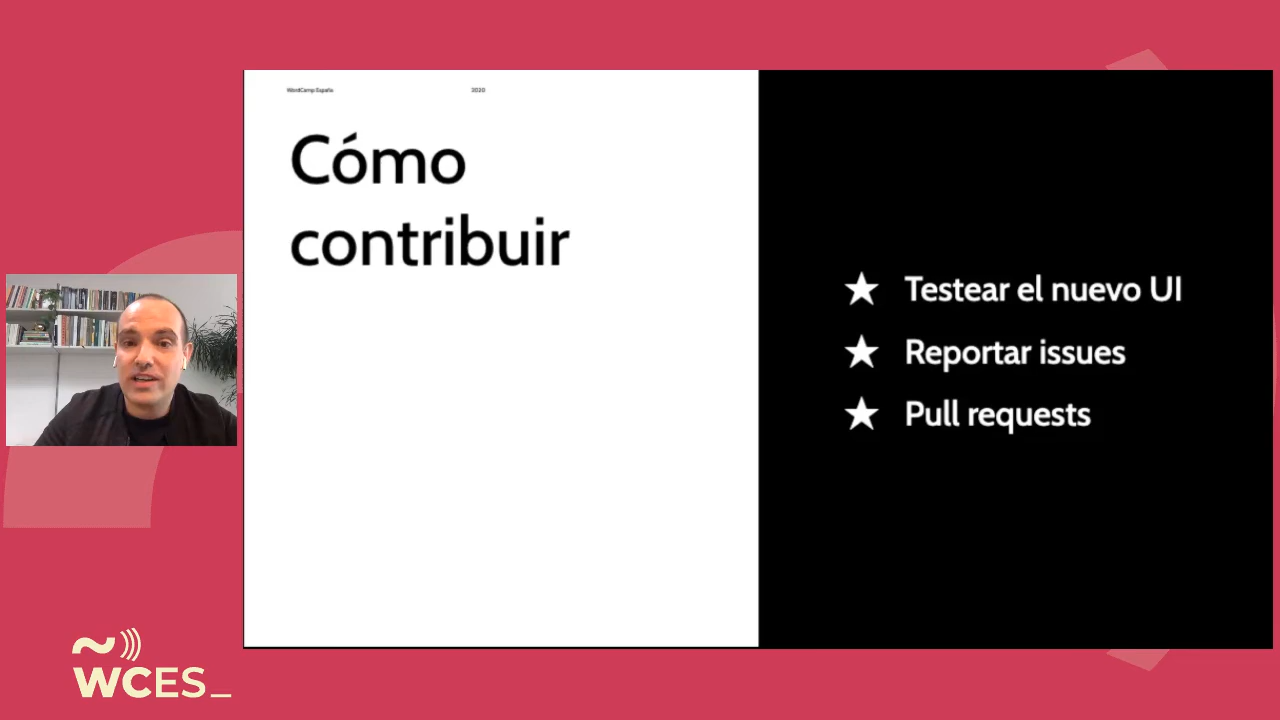 WordCamp España 2020
Cómo
contribuir
★ Testear el nuevo UI
★ Reportar issues
★ Pull requests
WCES_